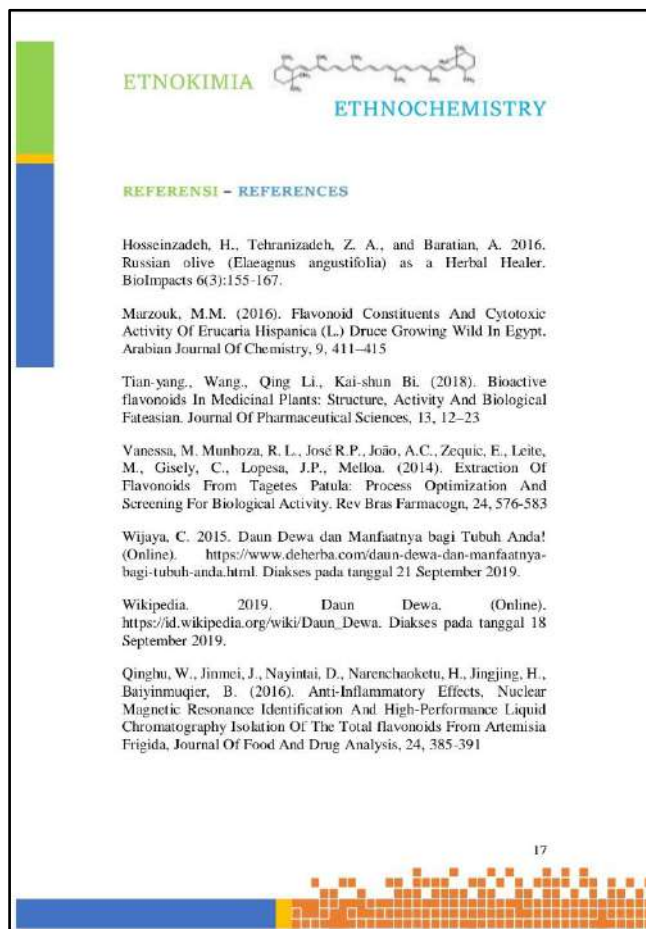 ETNOKIMIA
ETHNOCHEMISTRY
REFERENSI – REFERENCES
Hosseinzadeh, H., Tehranizadeh, Z. A., and Baratian, A. 2016.
Russian olive (Elaeagnus angustifolia) as a Herbal Healer.
BioImpacts 6(3):155-167.
Marzouk, M.M. (2016). Flavonoid Constituents And Cytotoxic
Activity Of Erucaria Hispanica (L.) Druce Growing Wild In Egypt.
Arabian Journal Of Chemistry, 9, 411–415
Tian-yang., Wang., Qing Li., Kai-shun Bi. (2018). Bioactive
flavonoids In Medicinal Plants: Structure, Activity And Biological
Fateasian. Journal Of Pharmaceutical Sciences, 13, 12–23
Vanessa, M. Munhoza, R. L., José R.P., João, A.C., Zequic, E., Leite,
M., Gisely, C., Lopesa, J.P., Melloa. (2014). Extraction Of
Flavonoids From Tagetes Patula: Process Optimization And
Screening For Biological Activity. Rev Bras Farmacogn, 24, 576-583
Wijaya, C. 2015. Daun Dewa dan Manfaatnya bagi Tubuh Anda!
(Online). https://www.deherba.com/daun-dewa-dan-manfaatnya-
bagi-tubuh-anda.html. Diakses pada tanggal 21 September 2019.
Wikipedia. 2019. Daun Dewa. (Online).
https://id.wikipedia.org/wiki/Daun_Dewa. Diakses pada tanggal 18
September 2019.
Qinghu, W., Jinmei, J., Nayintai, D., Narenchaoketu, H., Jingjing, H.,
Baiyinmuqier, B. (2016). Anti-Inflammatory Effects, Nuclear
Magnetic Resonance Identification And High-Performance Liquid
Chromatography Isolation Of The Total flavonoids From Artemisia
Frigida, Journal Of Food And Drug Analysis, 24, 385-391
17